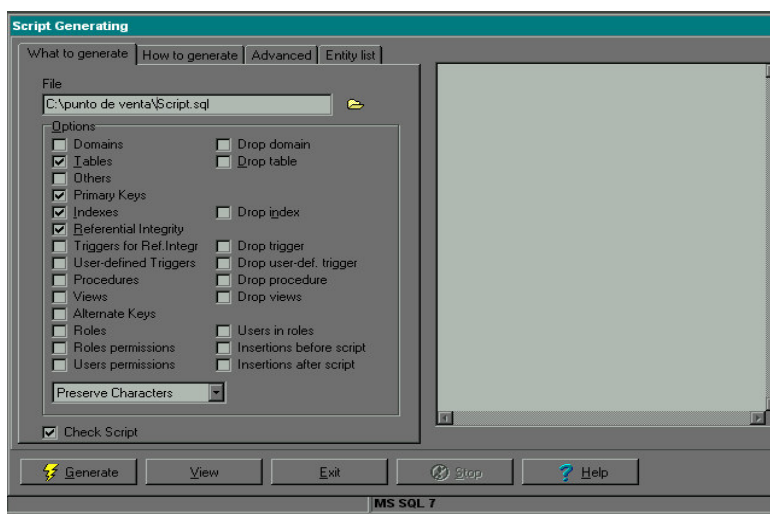 Script Generating
What to generate How to generate Advanced Entity list
File
C:\punto de venta\Script.sql
Options
Domains Drop domain
Tables Drop table
Others
Primary Keys
Indexes Drop index
Referential Integrity
Triggers for Ref.Integr Drop trigger
User-defined Triggers Drop user-def. trigger
Procedures Drop procedure
Views Drop views
Alternate Keys
Roles Users in roles
Roles permissions Insertions before script
Users permissions Insertions after script
Preserve Characters
Check Script
Generate View Exit Stop Help
MS SQL 7